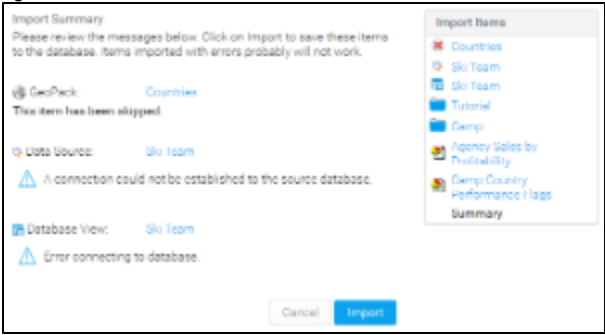 Import Summary
Please review the messages below. Click on Import to save these items
to the database. Items imported with errors probably will not work.
GeoPack: Countries
This item has been skipped.
Data Source: Ski Team
A connection could not be established to the source database.
Database View: Ski Team
Error connecting to database.
Cancel Import
Import Items
Countries
Ski Team
Ski Team
Tutorial
Camp
Agency Sales by
Profitability
Camp Country
Performance Flags
Summary